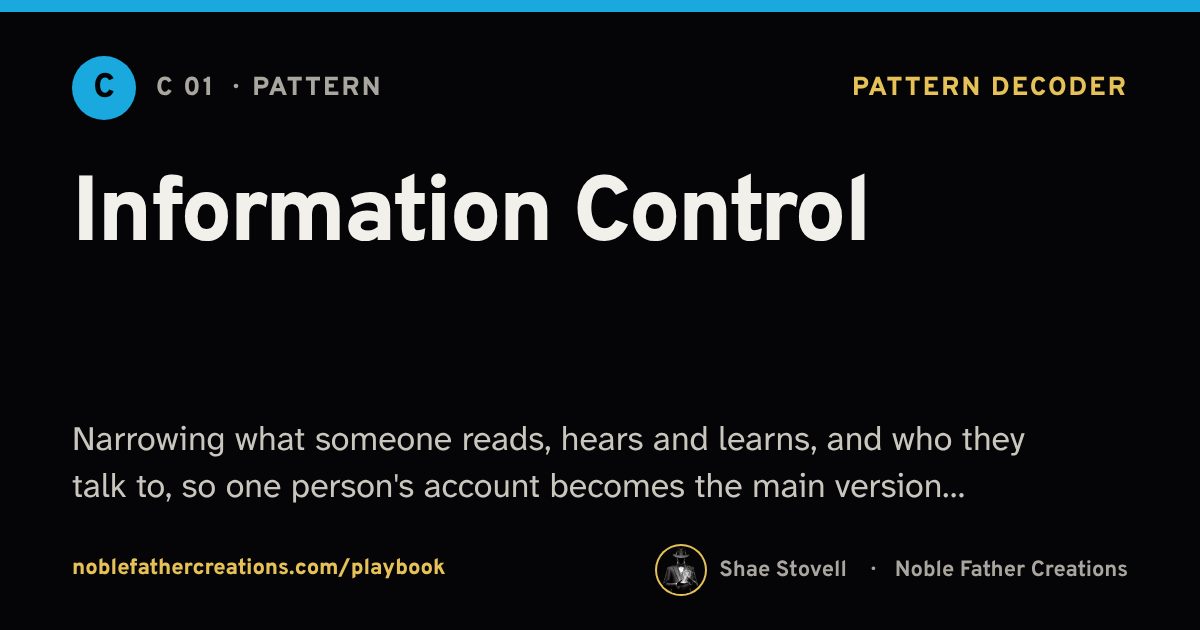 C
C 01 · PATTERN
PATTERN DECODER
Information Control
Narrowing what someone reads, hears and learns, and who they
talk to, so one person's account becomes the main version...
noblefathercreations.com/playbook
Shae Stovell · Noble Father Creations